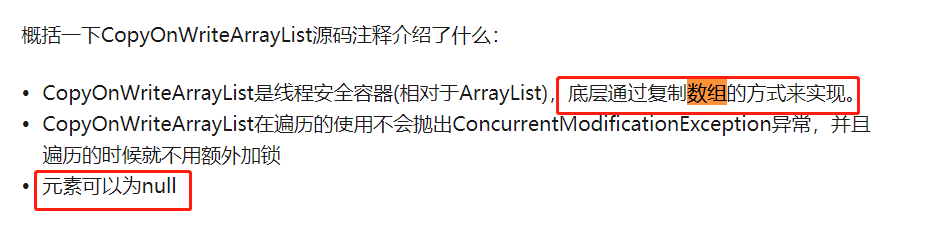 概括一下CopyOnWriteArrayList源码注释介绍了什么：
• CopyOnWriteArrayList是线程安全容器(相对于ArrayList)，底层通过复制数组的方式来实现。
• CopyOnWriteArrayList在遍历的使用不会抛出ConcurrentModificationException异常，并且
遍历的时候就不用额外加锁
• 元素可以为null